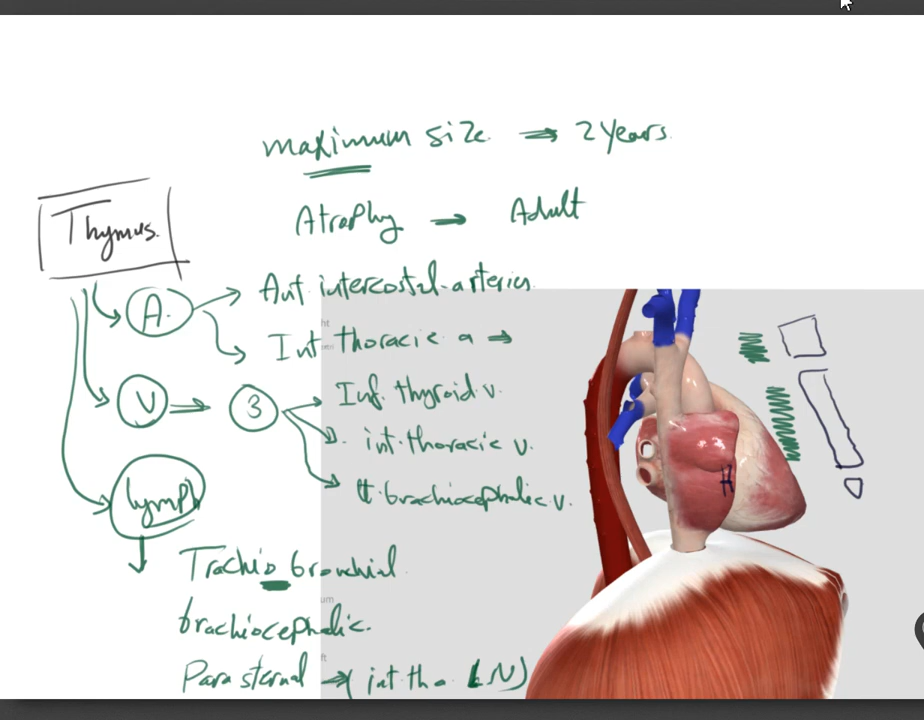 maximum size → 2 years.
Atrophy → Adult
Thymus.
A. → Ant intercostal arteries
Int thoracic a →
V → 3 → Inf. thyroid v.
int. thoracic v.
lt. brachiocephalic v.
lymph
Trachio bronchial
brachiocephalic.
Parasternal → (int tho LN)